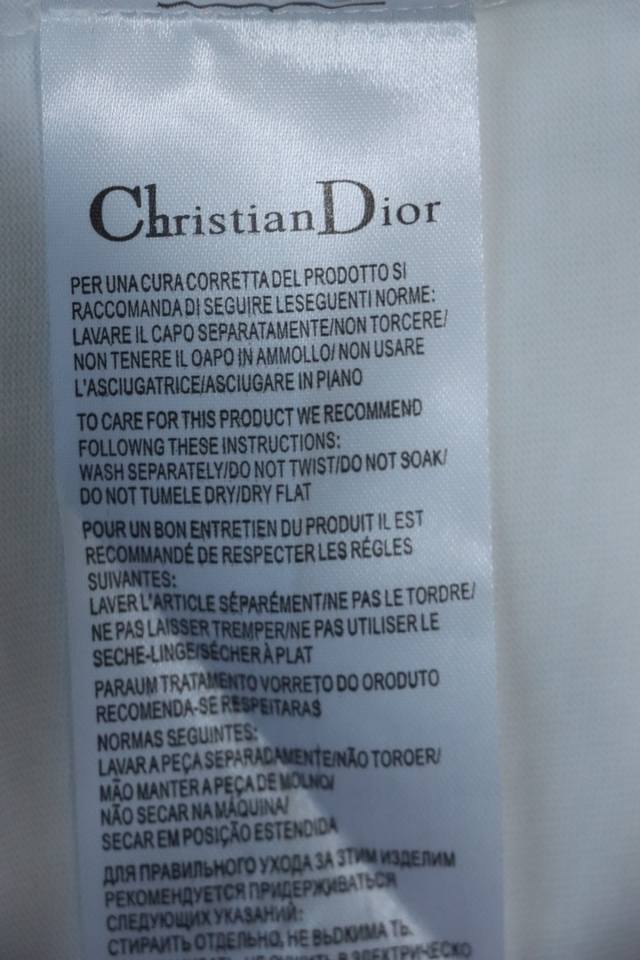 Christian Dior
PER UNA CURA CORRETTA DEL PRODOTTO SI
RACCOMANDA DI SEGUIRE LESEGUENTI NORME:
LAVARE IL CAPO SEPARATAMENTE/NON TORCERE/
NON TENERE IL OAPO IN AMMOLLO/ NON USARE
L'ASCIUGATRICE/ASCIUGARE IN PIANO
TO CARE FOR THIS PRODUCT WE RECOMMEND
FOLLOWNG THESE INSTRUCTIONS:
WASH SEPARATELY/DO NOT TWIST/DO NOT SOAK/
DO NOT TUMELE DRY/DRY FLAT
POUR UN BON ENTRETIEN DU PRODUIT IL EST
RECOMMANDÉ DE RESPECTER LES RÉGLES
SUIVANTES:
LAVER L'ARTICLE SÉPARÉMENT/NE PAS LE TORDRE/
NE PAS LAISSER TREMPER/NE PAS UTILISER LE
SECHE-LINGE/SÉCHER À PLAT
PARAUM TRATAMENTO VORRETO DO ORODUTO
RECOMENDA-SE RESPEITARAS
NORMAS SEGUINTES:
LAVAR A PEÇA SEPARADAMENTE/NÃO TOROER/
MÃO MANTER A PEÇA DE MOLNO/
NÃO SECAR NA MÁQUINA/
SECAR EM POSIÇÃO ESTENDIDA
ДЛЯ ПРАВИЛЬНОГО УХОДА ЗА ЗТИМ ИЗДЕЛИМ
РЕКОМЕНДУЕТСЯ ПРИДЕРЖИВАТЬСЯ
СЛЕДУЮЩИХ УКАЗАНИЙ:
СТИРАИТЬ ОТДЕЛЬНО, НЕ ВЬДКИМА ТЬ,
В ЗЛЕКТРИЧЕСКО